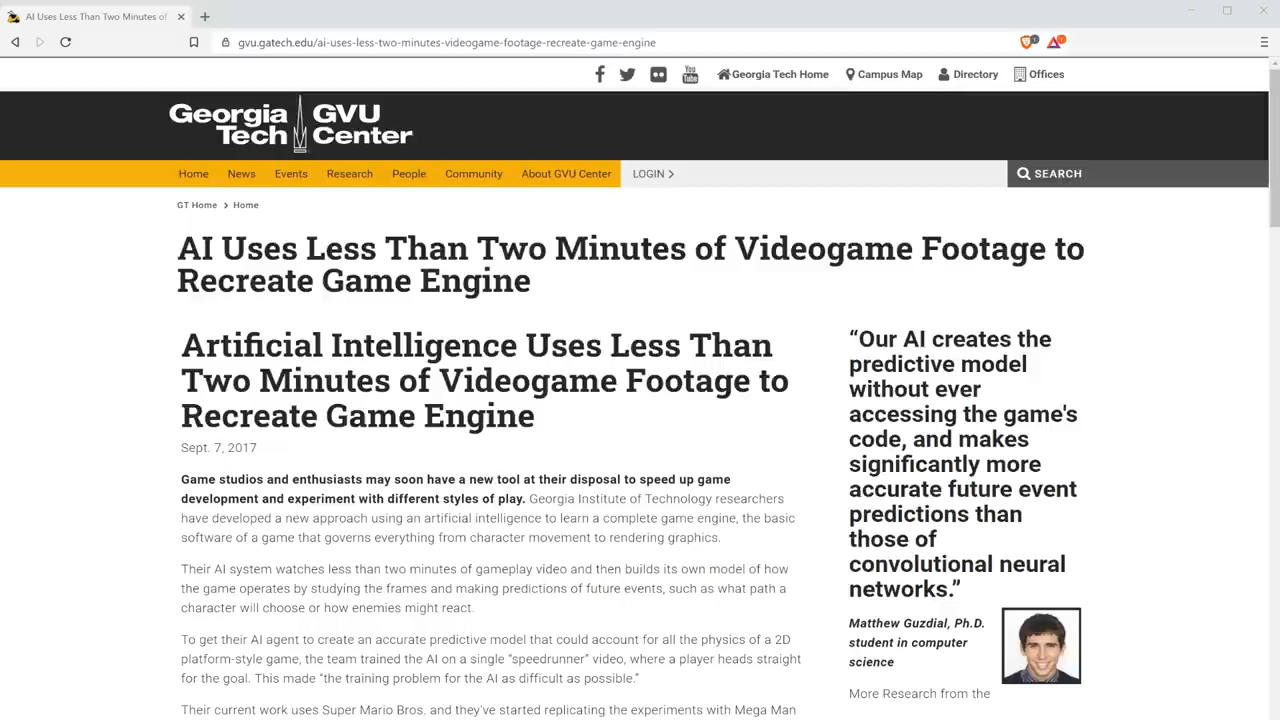 AI Uses Less Than Two Minutes of
gvu.gatech.edu/ai-uses-less-two-minutes-videogame-footage-recreate-game-engine
You Tube
Georgia Tech Home
Campus Map
Directory
Offices
Georgia Tech
GVU Center
Home
News
Events
Research
People
Community
About GVU Center
LOGIN
SEARCH
GT Home
Home
AI Uses Less Than Two Minutes of Videogame Footage to
Recreate Game Engine
Artificial Intelligence Uses Less Than
Two Minutes of Videogame Footage to
Recreate Game Engine
Sept. 7, 2017
Game studios and enthusiasts may soon have a new tool at their disposal to speed up game
development and experiment with different styles of play. Georgia Institute of Technology researchers
have developed a new approach using an artificial intelligence to learn a complete game engine, the basic
software of a game that governs everything from character movement to rendering graphics.
Their AI system watches less than two minutes of gameplay video and then builds its own model of how
the game operates by studying the frames and making predictions of future events, such as what path a
character will choose or how enemies might react.
To get their AI agent to create an accurate predictive model that could account for all the physics of a 2D
platform-style game, the team trained the AI on a single “speedrunner” video, where a player heads straight
for the goal. This made “the training problem for the AI as difficult as possible.”
Their current work uses Super Mario Bros. and they've started replicating the experiments with Mega Man
“Our AI creates the
predictive model
without ever
accessing the game's
code, and makes
significantly more
accurate future event
predictions than
those of
convolutional neural
networks.”
Matthew Guzdial, Ph.D.
student in computer
science
More Research from the